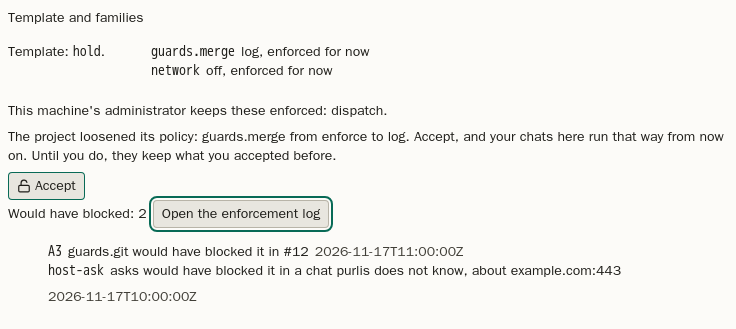 Template and families
Template: hold. guards.merge log, enforced for now
network off, enforced for now
This machine's administrator keeps these enforced: dispatch.
The project loosened its policy: guards.merge from enforce to log. Accept, and your chats here run that way from now
on. Until you do, they keep what you accepted before.
Accept
Would have blocked: 2 Open the enforcement log
A3 guards.git would have blocked it in #12 2026-11-17T11:00:00Z
host-ask asks would have blocked it in a chat purlis does not know, about example.com:443
2026-11-17T10:00:00Z